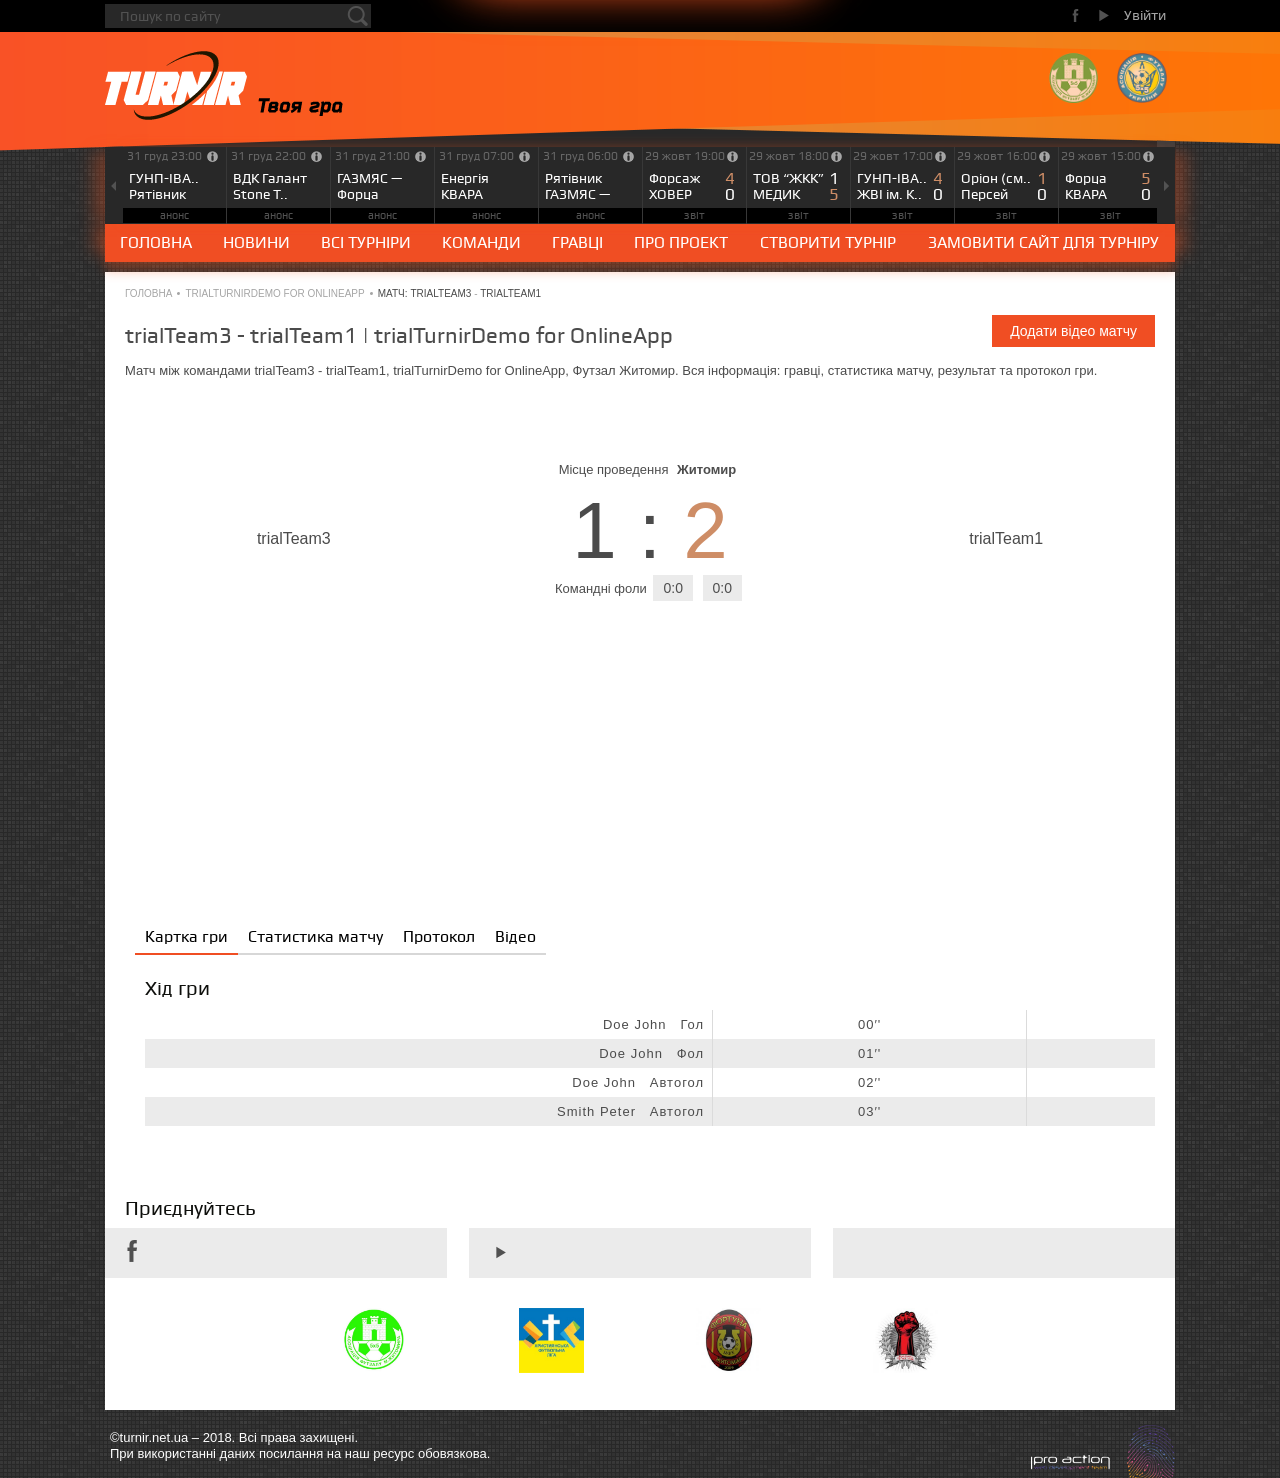 Пошук по сайту
Увійти
TURNIR Твоя гра
31 груд 23:00
ГУНП-ІВА..
Рятівник
анонс
31 груд 22:00
ВДК Галант
Stone T..
анонс
31 груд 21:00
ГАЗМЯС —
Форца
анонс
31 груд 07:00
Енергія
КВАРА
анонс
31 груд 06:00
Рятівник
ГАЗМЯС —
анонс
29 жовт 19:00
Форсаж 4
ХОВЕР 0
звіт
29 жовт 18:00
ТОВ “ЖКК” 1
МЕДИК 5
звіт
29 жовт 17:00
ГУНП-ІВА.. 4
ЖВІ ім. К.. 0
звіт
29 жовт 16:00
Оріон (см.. 1
Персей 0
звіт
29 жовт 15:00
Форца 5
КВАРА 0
звіт
ГОЛОВНА НОВИНИ ВСІ ТУРНІРИ КОМАНДИ ГРАВЦІ ПРО ПРОЕКТ СТВОРИТИ ТУРНІР ЗАМОВИТИ САЙТ ДЛЯ ТУРНІРУ
ГОЛОВНА • TRIALTURNIRDEMO FOR ONLINEAPP • МАТЧ: TRIALTEAM3 - TRIALTEAM1
trialTeam3 - trialTeam1 | trialTurnirDemo for OnlineApp
Додати відео матчу
Матч між командами trialTeam3 - trialTeam1, trialTurnirDemo for OnlineApp, Футзал Житомир. Вся інформація: гравці, статистика матчу, результат та протокол гри.
Місце проведення Житомир
trialTeam3 1 : 2 trialTeam1
Командні фоли 0:0 0:0
Картка гри Статистика матчу Протокол Відео
Хід гри
Doe John Гол 00''
Doe John Фол 01''
Doe John Автогол 02''
Smith Peter Автогол 03''
Приєднуйтесь
©turnir.net.ua – 2018. Всі права захищені.
При використанні даних посилання на наш ресурс обовязкова.
pro action